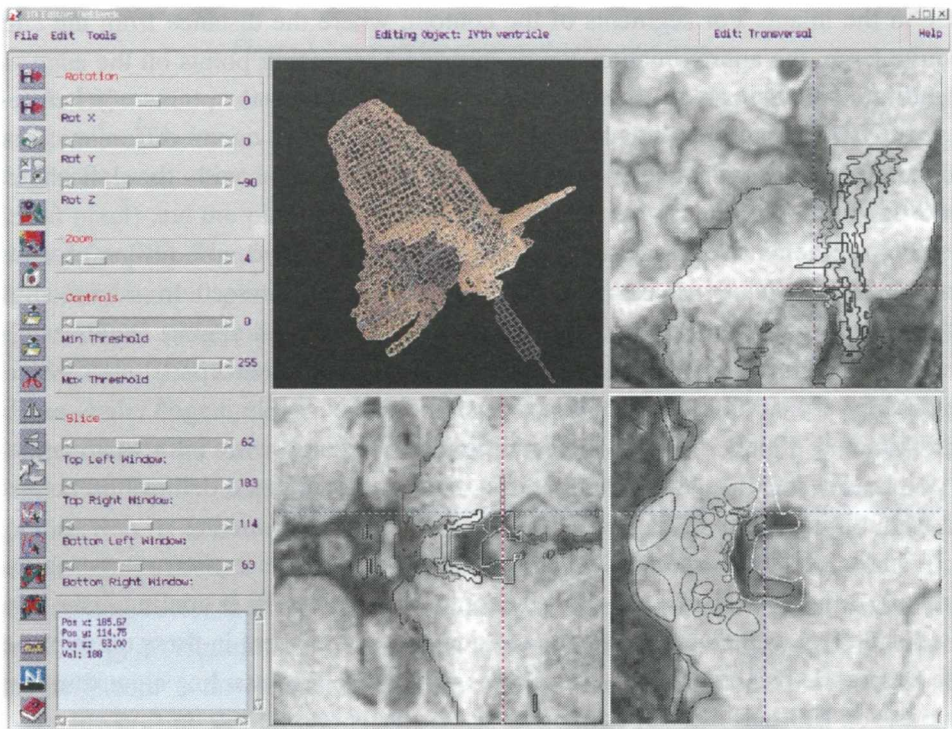 3D Editor
File Edit Tools Editing Object: IVth ventricle Edit: Transversal Help
Rotation
0
Rot X
0
Rot Y
-90
Rot Z
Zoom
4
Controls
0
Min Threshold
255
Max Threshold
Slice
62
Top Left Window:
183
Top Right Window:
114
Bottom Left Window:
63
Bottom Right Window:
Pos x: 185.67
Pos y: 114.75
Pos z: 63.00
Val: 188
N